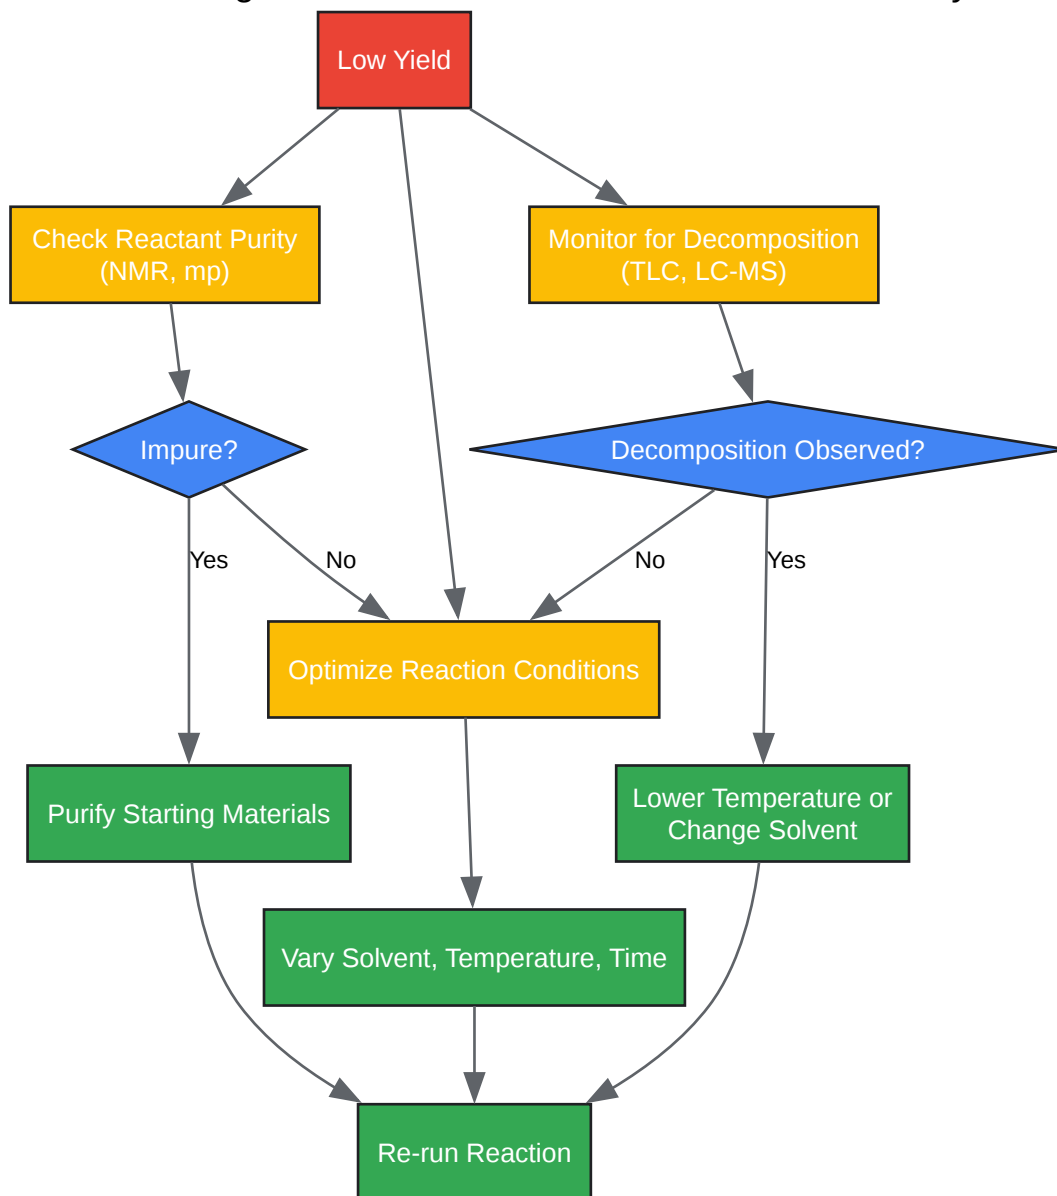 Low Yield
Check Reactant Purity
(NMR, mp)
Monitor for Decomposition
(TLC, LC-MS)
Impure?
Decomposition Observed?
Yes
No
No
Yes
Optimize Reaction Conditions
Purify Starting Materials
Lower Temperature or
Change Solvent
Vary Solvent, Temperature, Time
Re-run Reaction